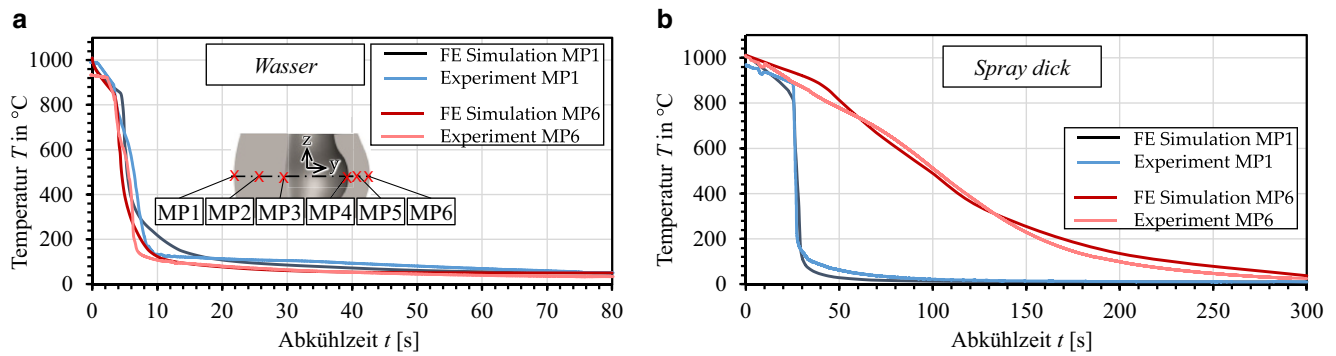 a
Wasser
FE Simulation MP1
Experiment MP1
FE Simulation MP6
Experiment MP6
Temperatur T in °C
1000
800
600
400
200
0
z
y
MP1 MP2 MP3 MP4 MP5 MP6
0 10 20 30 40 50 60 70 80
Abkühlzeit t [s]
b
Spray dick
FE Simulation MP1
Experiment MP1
FE Simulation MP6
Experiment MP6
Temperatur T in °C
1000
800
600
400
200
0
0 50 100 150 200 250 300
Abkühlzeit t [s]